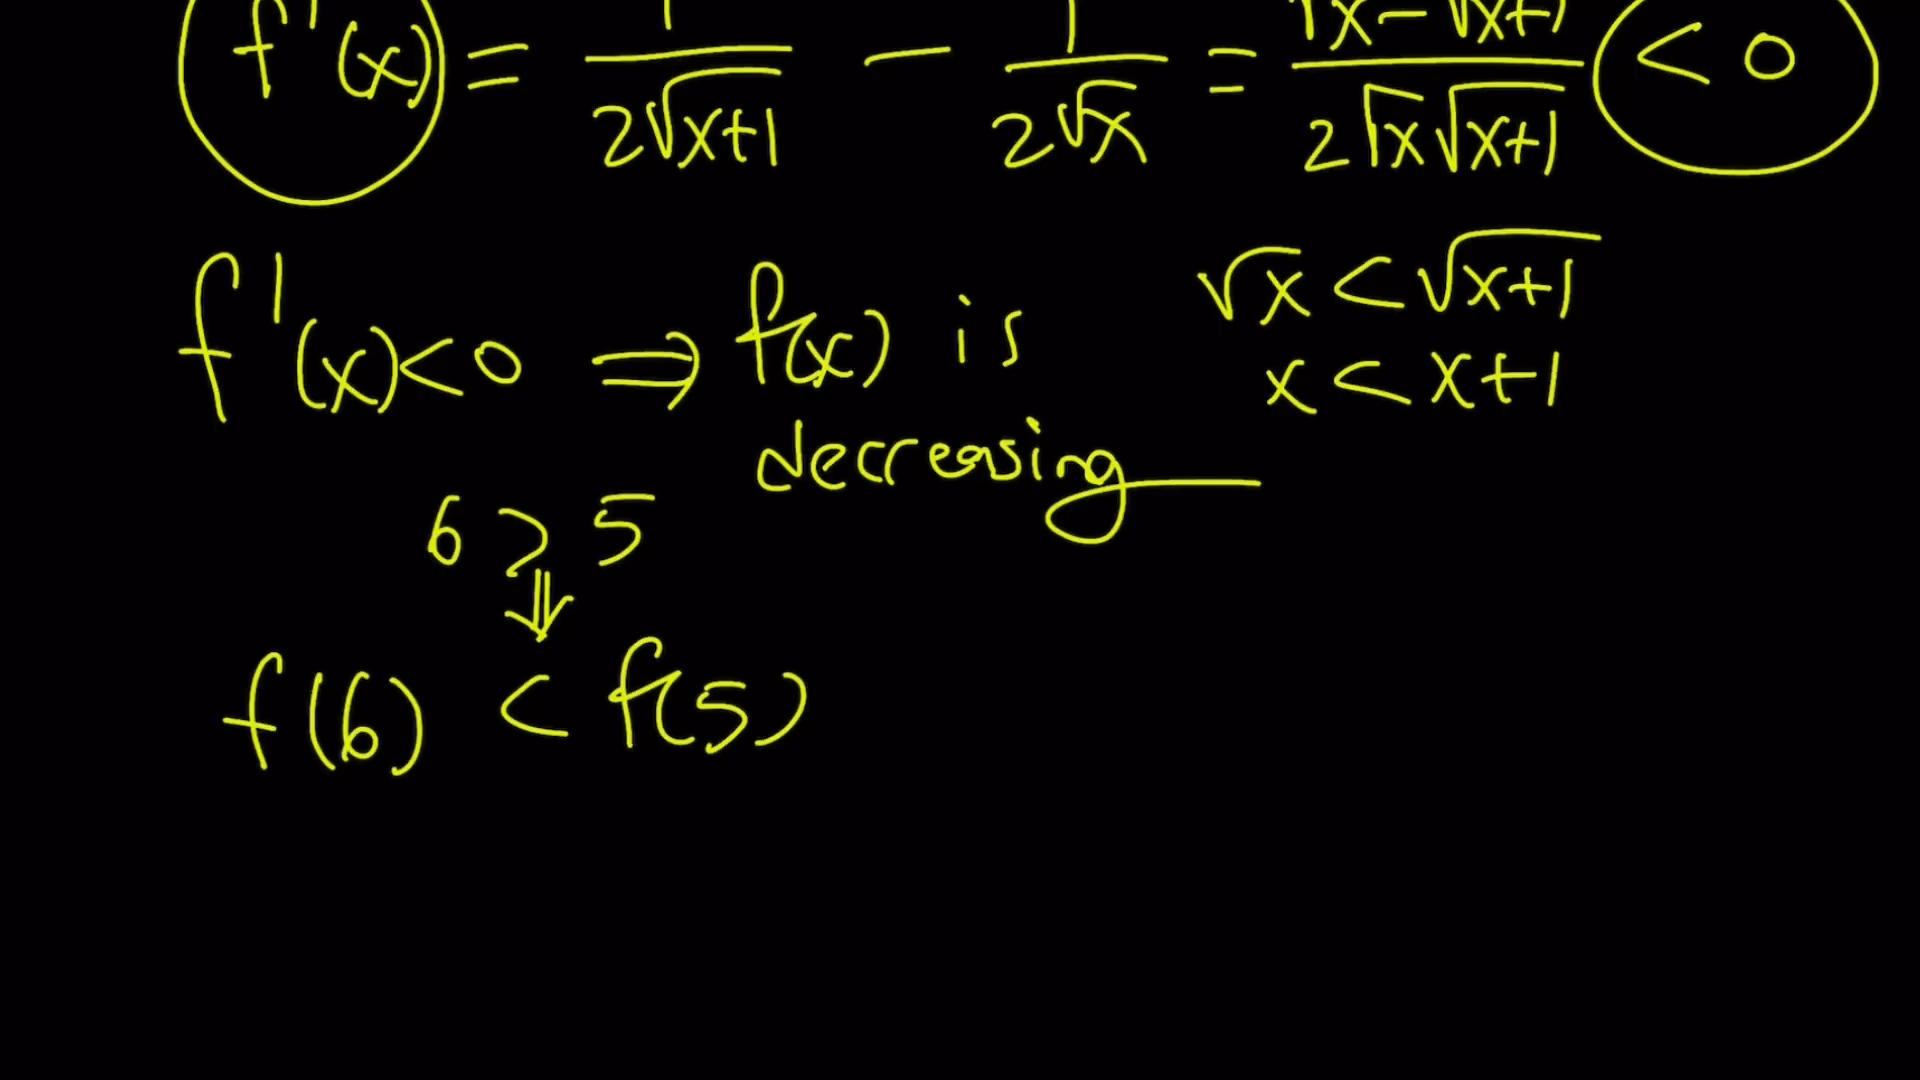 f'(x) = 1/(2√(x+1)) − 1/(2√x) = (√x − √(x+1))/(2√x√(x+1)) < 0
f'(x) < 0 ⇒ f(x) is
decreasing
√x < √(x+1)
x < x+1
6 > 5
⇓
f(6) < f(5)